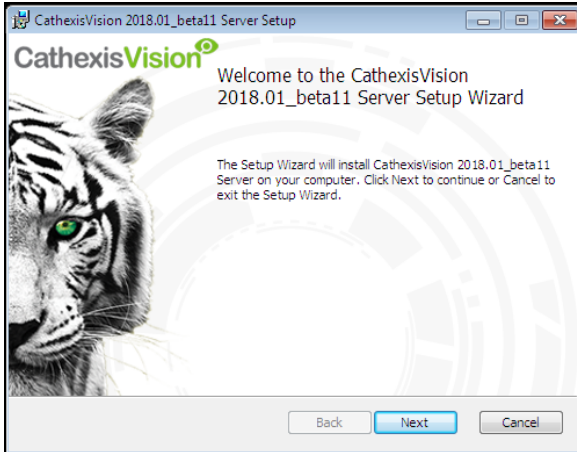 CathexisVision 2018.01_beta11 Server Setup
CathexisVision
Welcome to the CathexisVision
2018.01_beta11 Server Setup Wizard
The Setup Wizard will install CathexisVision 2018.01_beta11
Server on your computer. Click Next to continue or Cancel to
exit the Setup Wizard.
Back
Next
Cancel